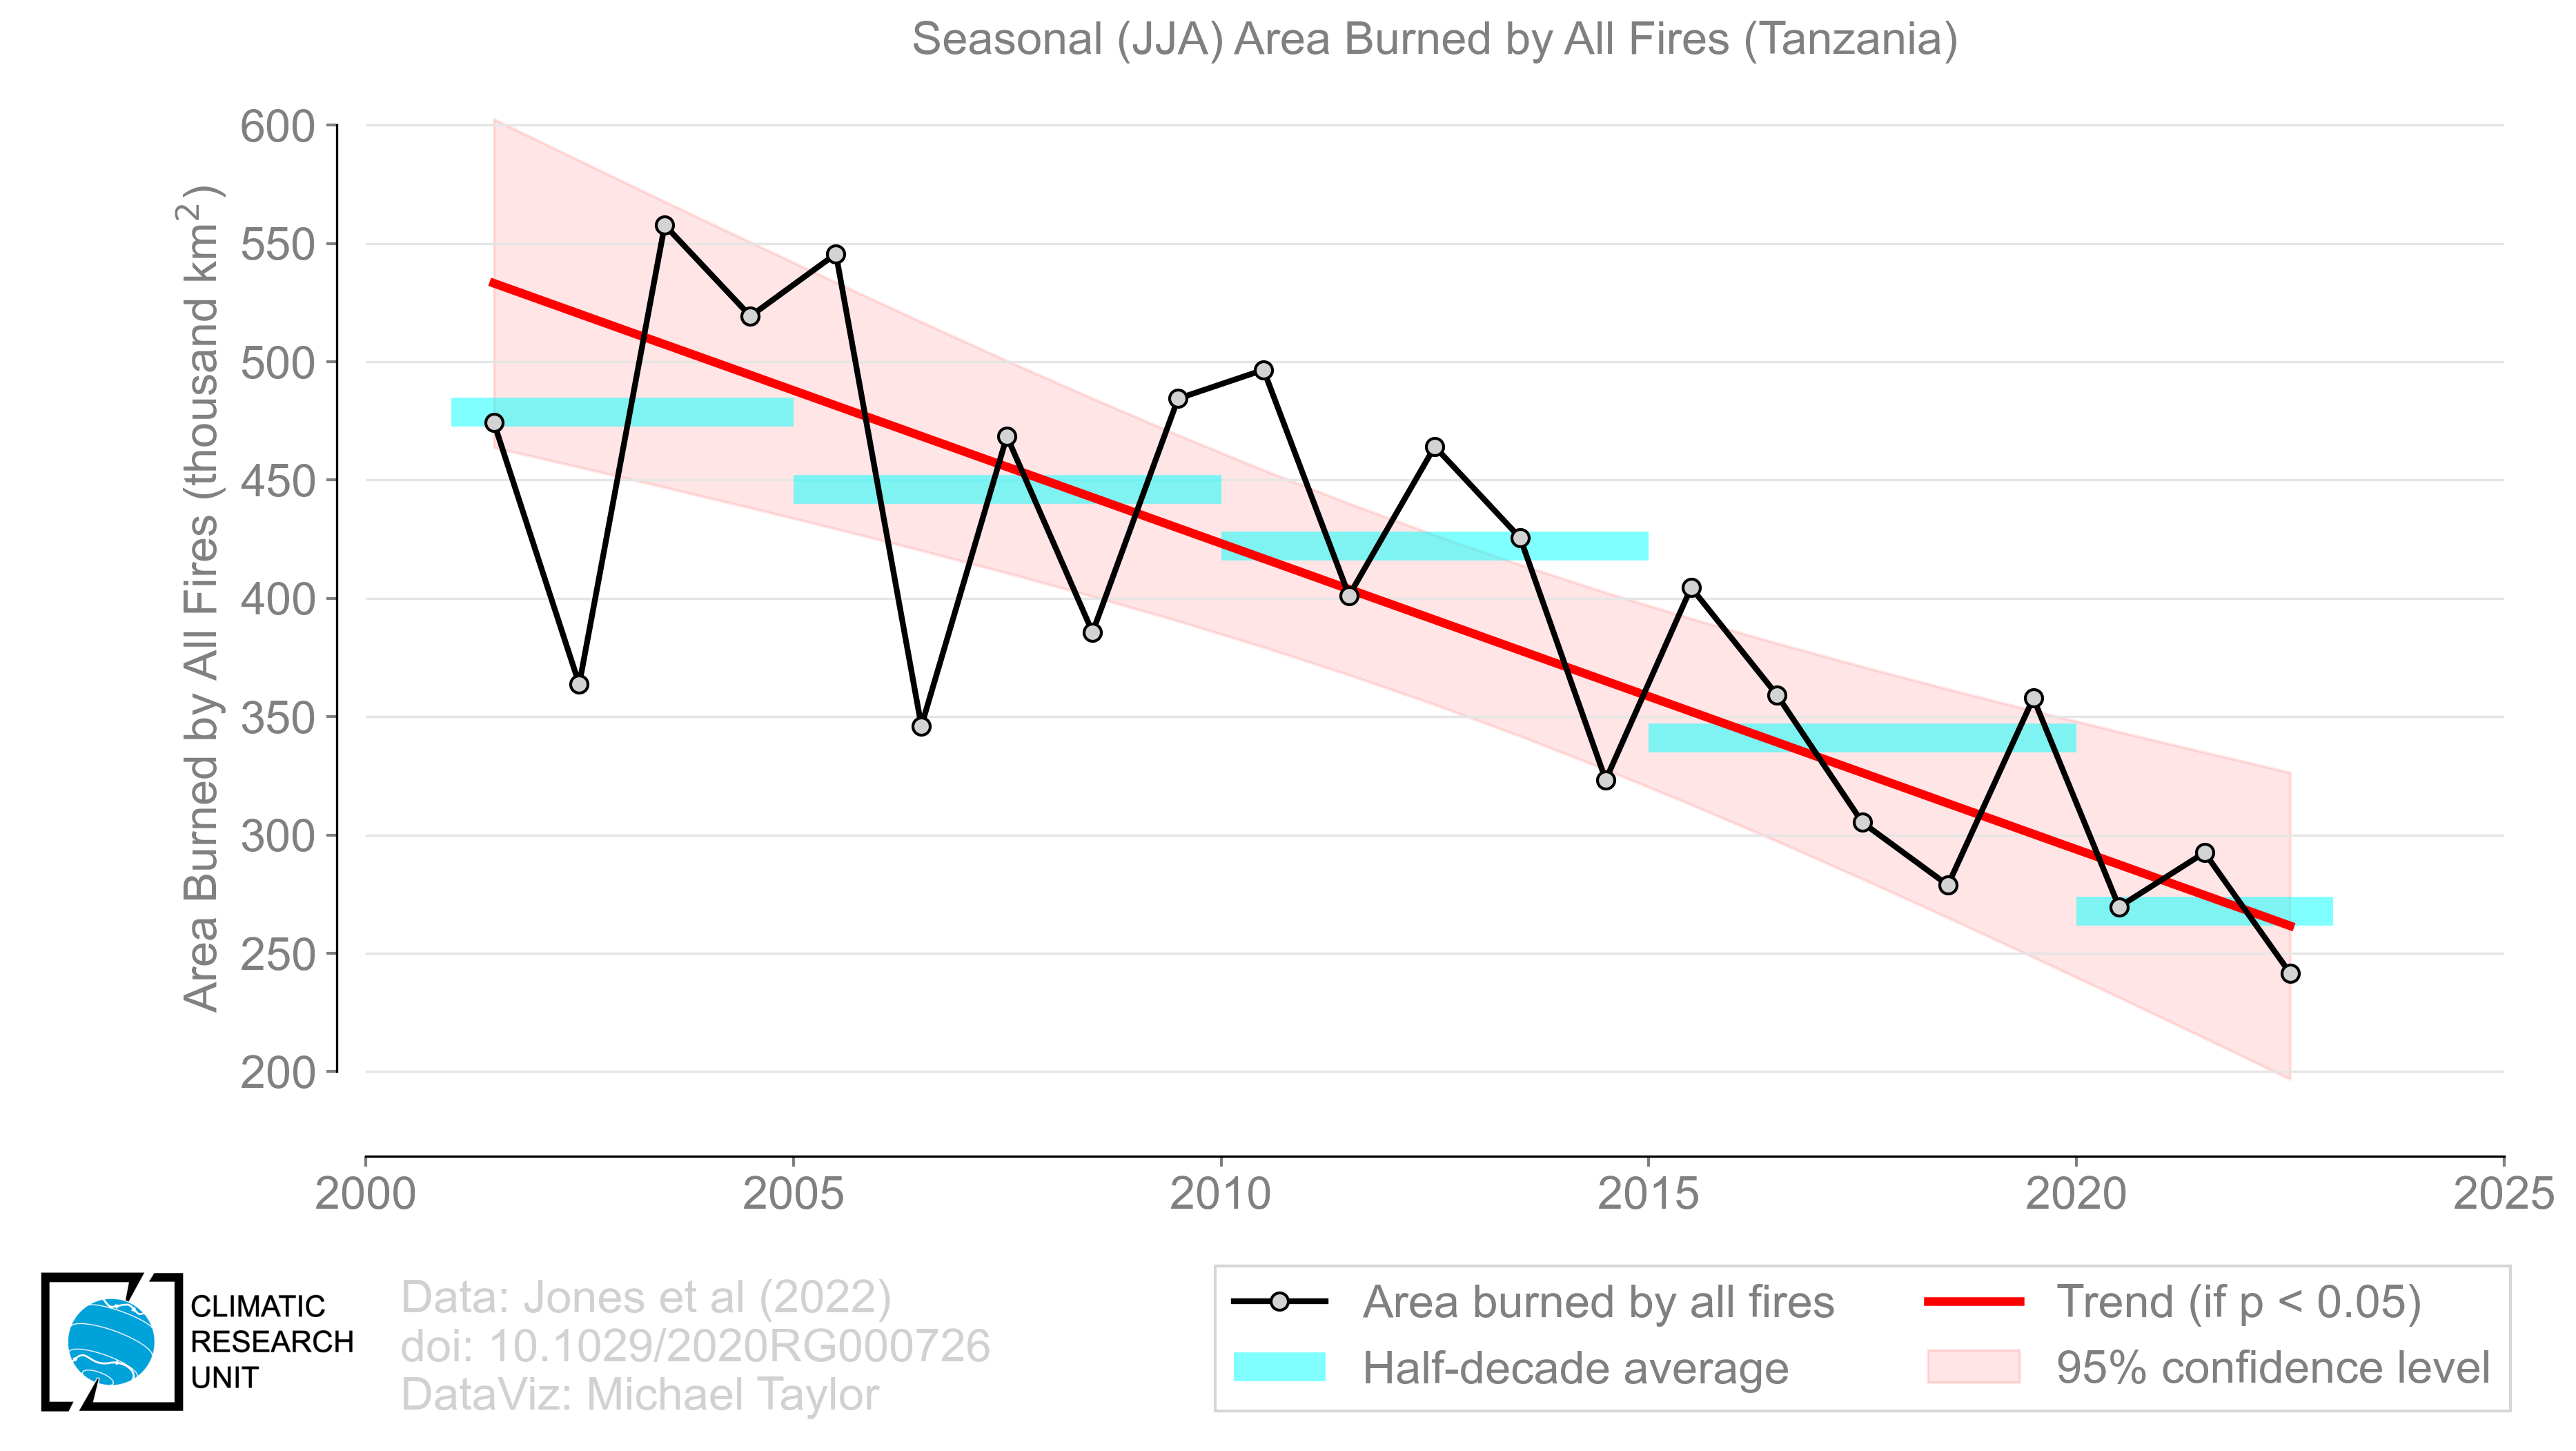 Seasonal (JJA) Area Burned by All Fires (Tanzania)
Area Burned by All Fires (thousand km²)
600
550
500
450
400
350
300
250
200
2000
2005
2010
2015
2020
2025
CLIMATIC
RESEARCH
UNIT
Data: Jones et al (2022)
doi: 10.1029/2020RG000726
DataViz: Michael Taylor
Area burned by all fires
Half-decade average
Trend (if p < 0.05)
95% confidence level